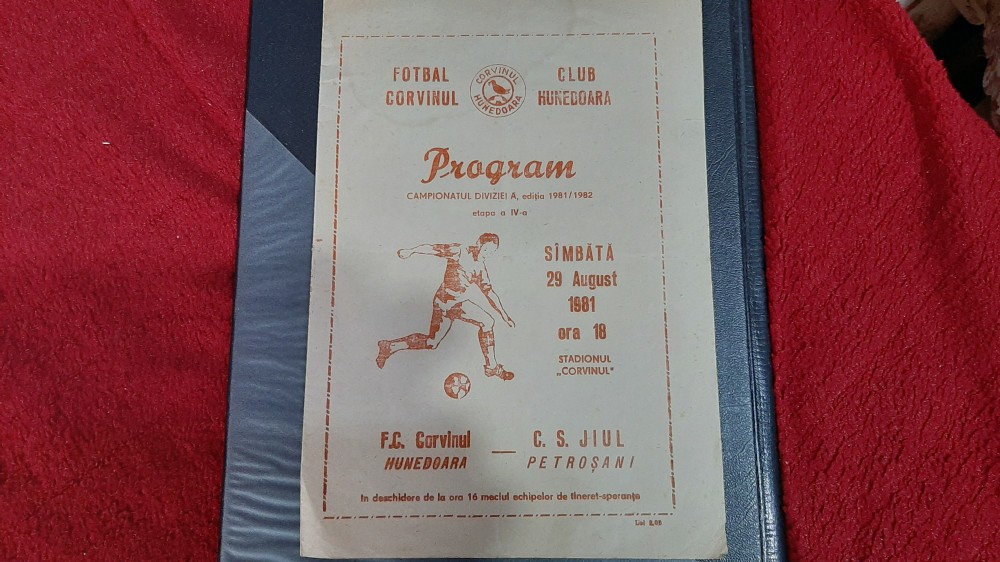 FOTBAL CLUB
CORVINUL HUNEDOARA
CORVINUL
HUNEDOARA
Program
CAMPIONATUL DIVIZIEI A, ediția 1981/1982
etapa a IV-a
SÎMBĂTĂ
29 August
1981
ora 18
STADIONUL
„CORVINUL"
F.C. Corvinul — C. S. JIUL
HUNEDOARA PETROȘANI
In deschidere de la ora 16 meciul echipelor de tineret-speranțe
Lei